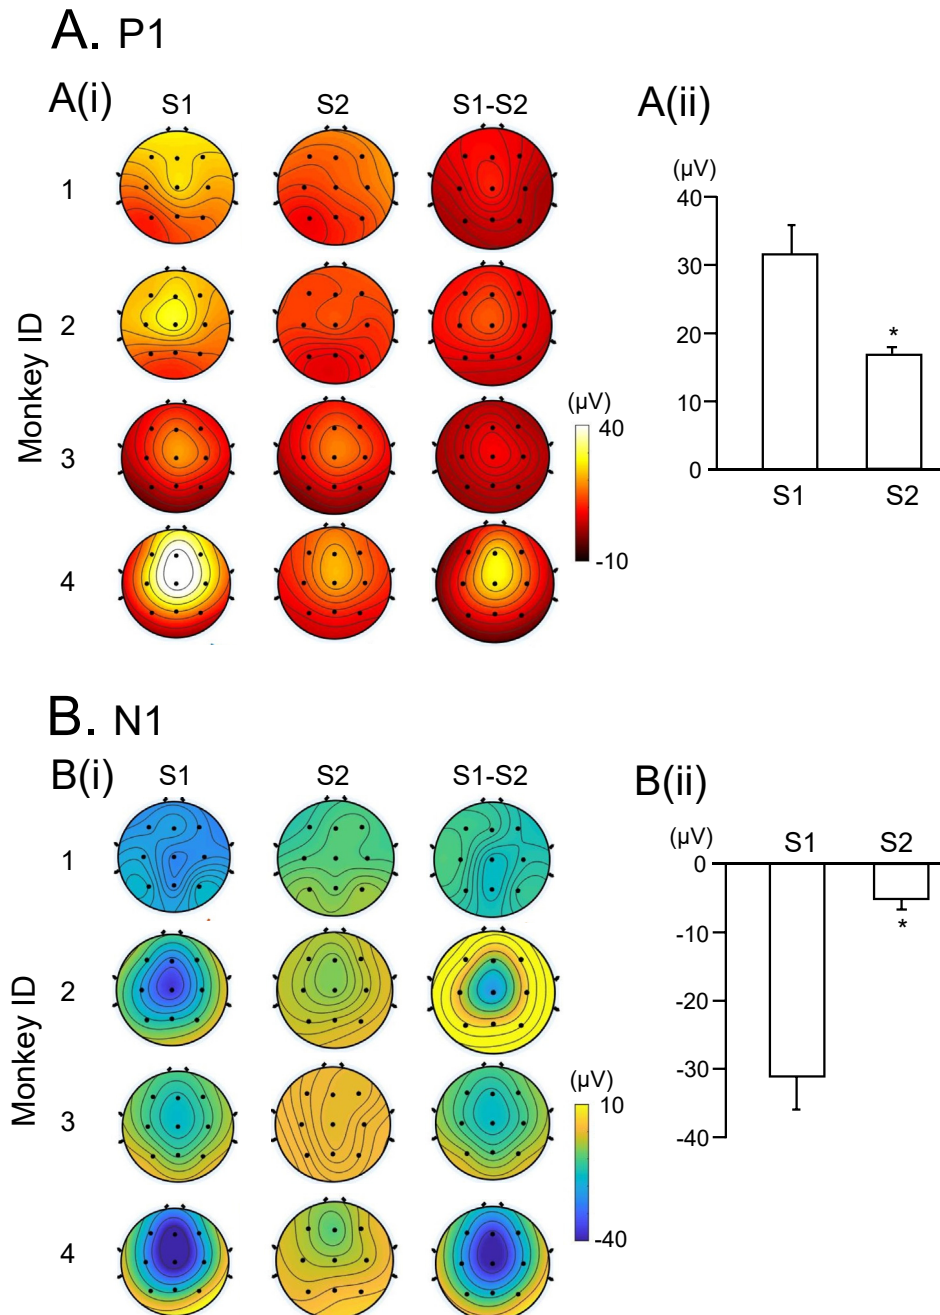 A. P1
A(i) S1 S2 S1-S2 A(ii)
(µV)
40
30
20
10
0
*
S1 S2
Monkey ID
1
2
3
4
(µV)
40
-10
B. N1
B(i) S1 S2 S1-S2 B(ii)
(µV) S1 S2
0
-10
-20
-30
-40
*
Monkey ID
1
2
3
4
(µV)
10
-40